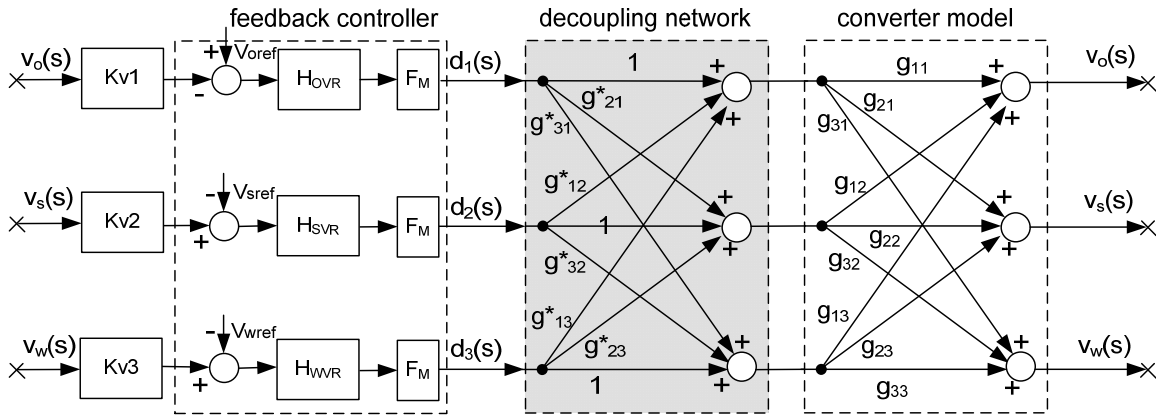 feedback controller
decoupling network
converter model
vo(s)
Kv1
+
Voref
-
HOVR
FM
d1(s)
1
+
+
g*21
g*31
g11
+
+
g21
g31
vo(s)
vs(s)
Kv2
-
Vsref
+
HSVR
FM
d2(s)
g*12
1
+
+
g*32
g12
g22
+
+
g32
vs(s)
vw(s)
Kv3
-
Vwref
+
HWVR
FM
d3(s)
g*13
g*23
1
+
+
g13
g23
g33
+
+
vw(s)